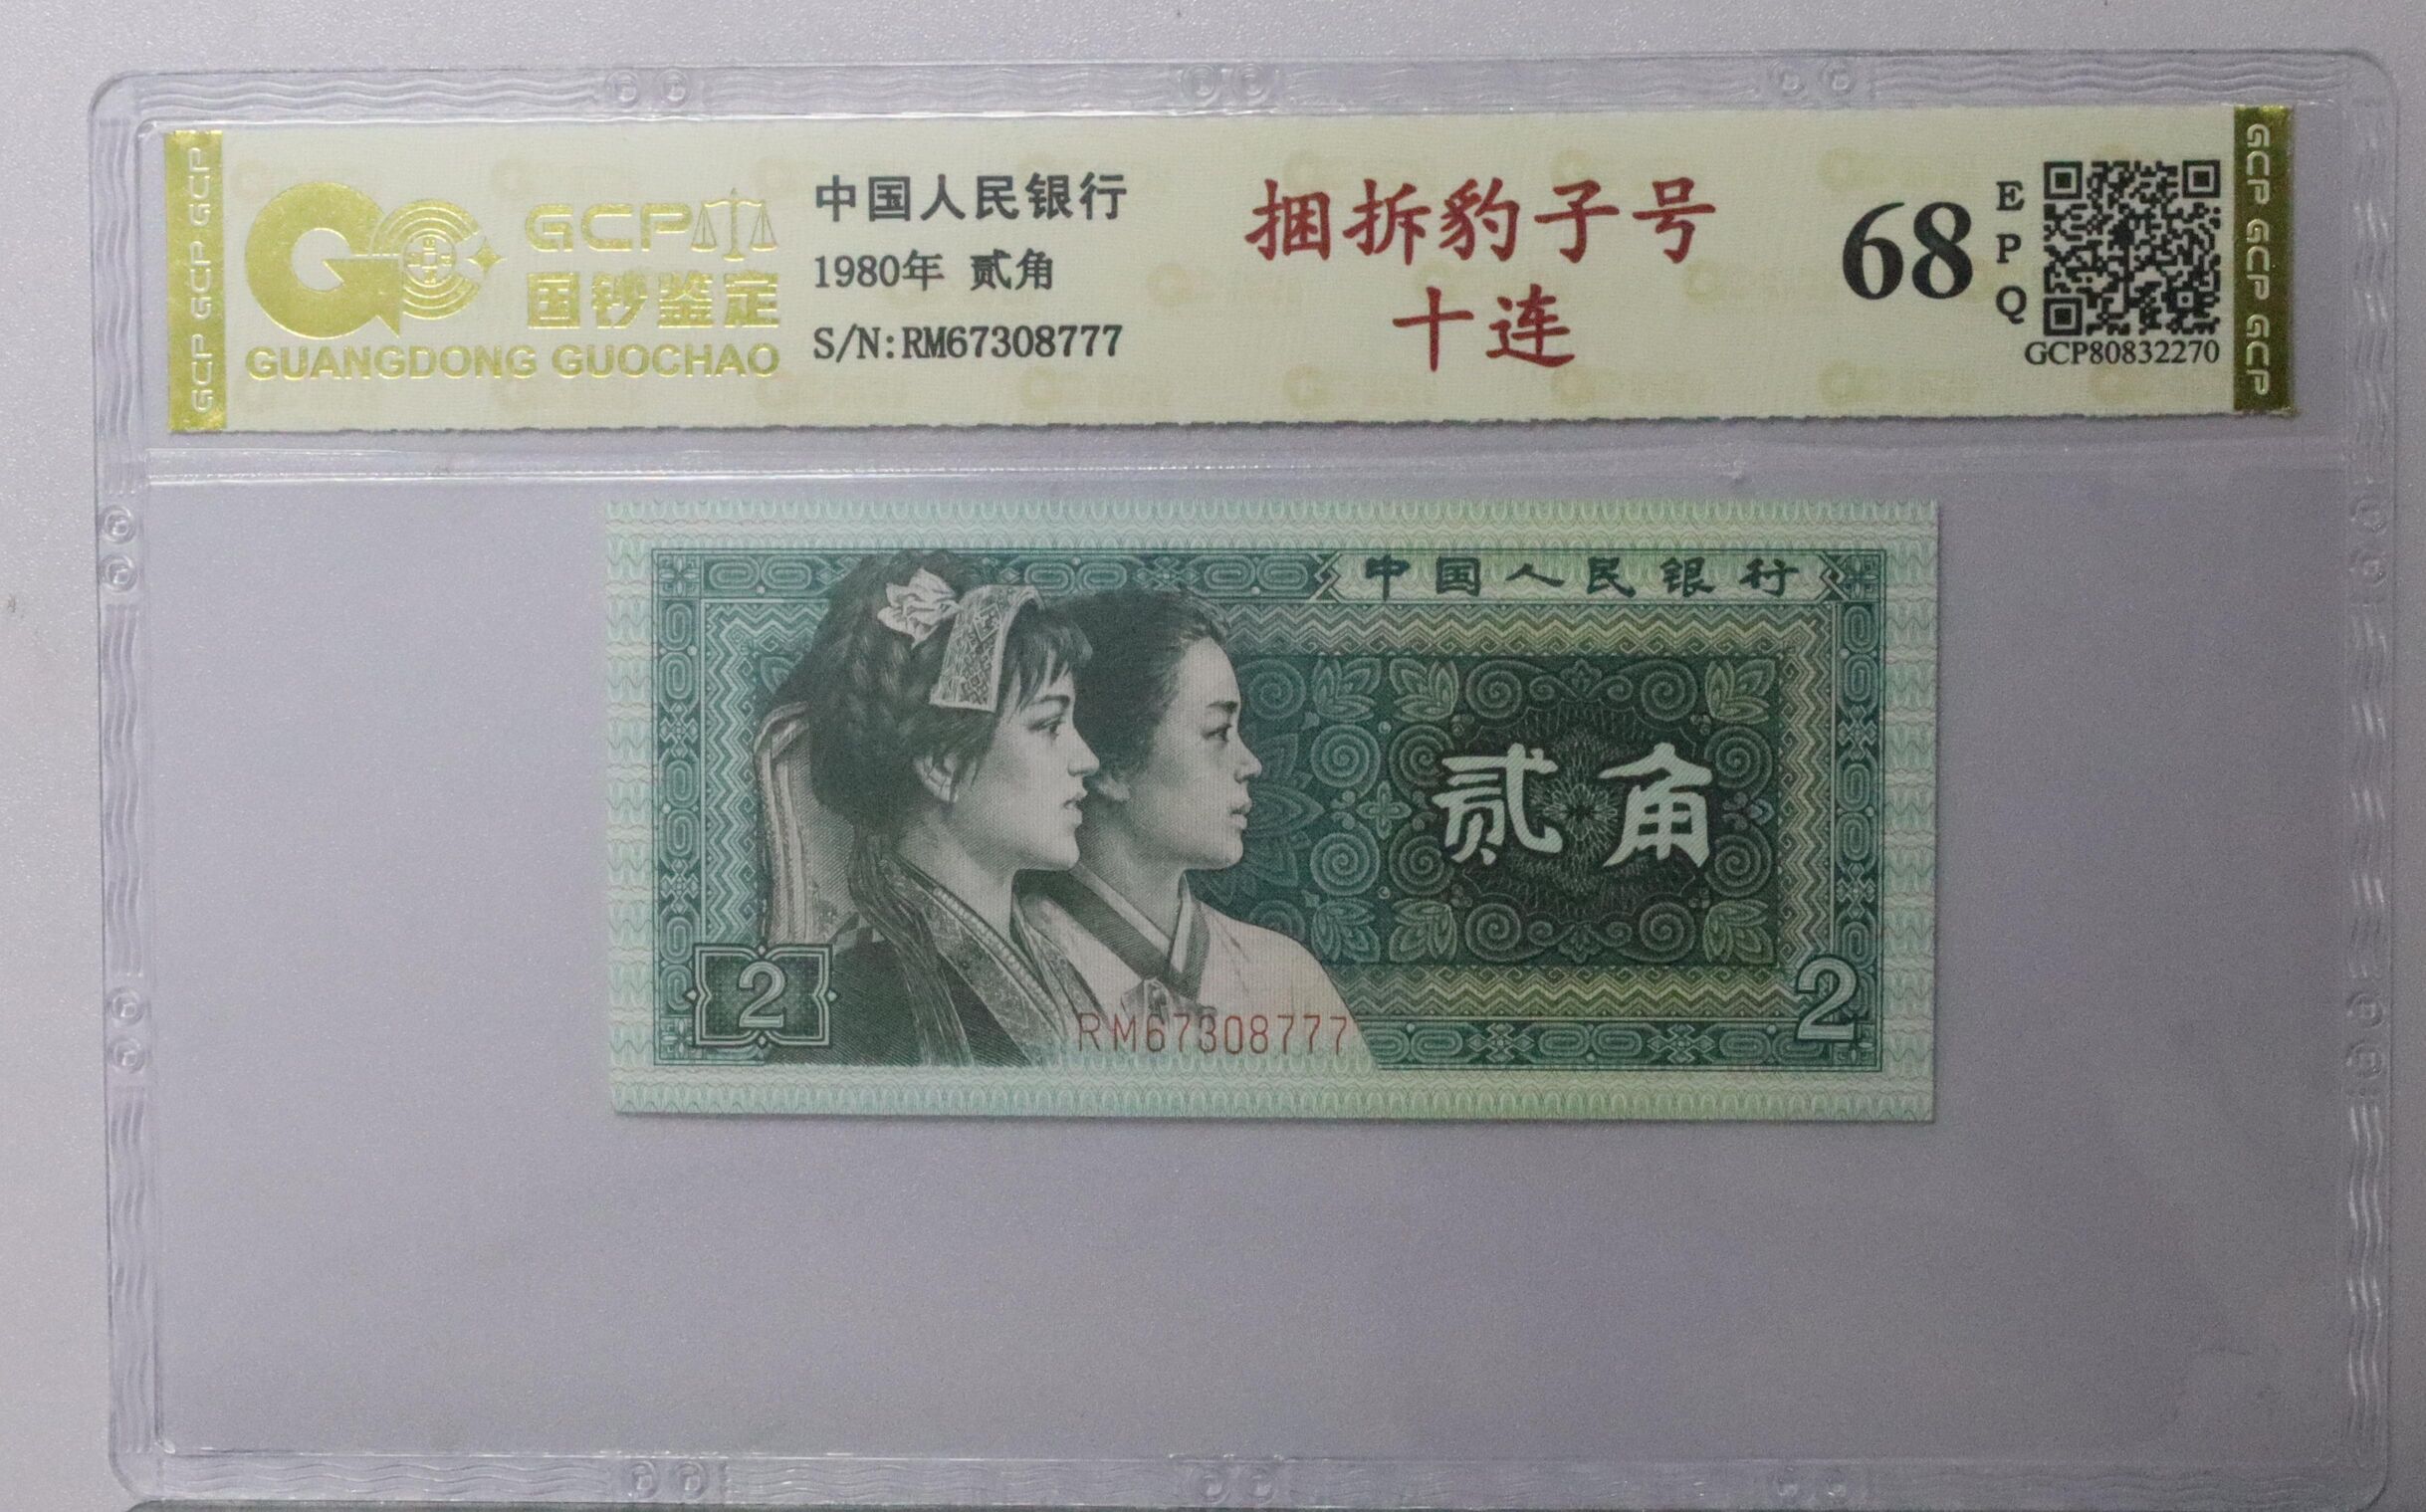 GCP GCP GCP
GCP
国钞鉴定
GUANGDONG GUOCHAO
中国人民银行
1980年 贰角
S/N:RM67308777
捆拆豹子号
十连
68
EPQ
GCP80832270
GCP GCP GCP
中国人民银行
贰角
2
RM67308777
2